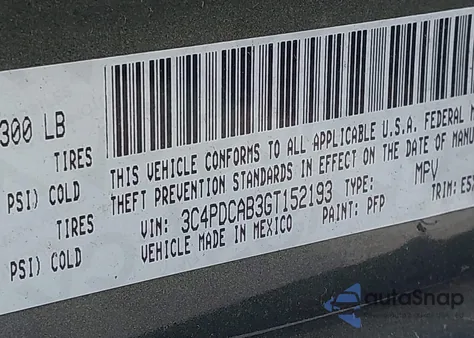 300 LB
TIRES
PSI) COLD
TIRES
PSI) COLD
THIS VEHICLE CONFORMS TO ALL APPLICABLE U.S.A. FEDERAL
THEFT PREVENTION STANDARDS IN EFFECT ON THE DATE OF MANU
VIN: 3C4PDCAB3GT152193 TYPE: MPV
VEHICLE MADE IN MEXICO PAINT: PFP TRIM:
autoSnap